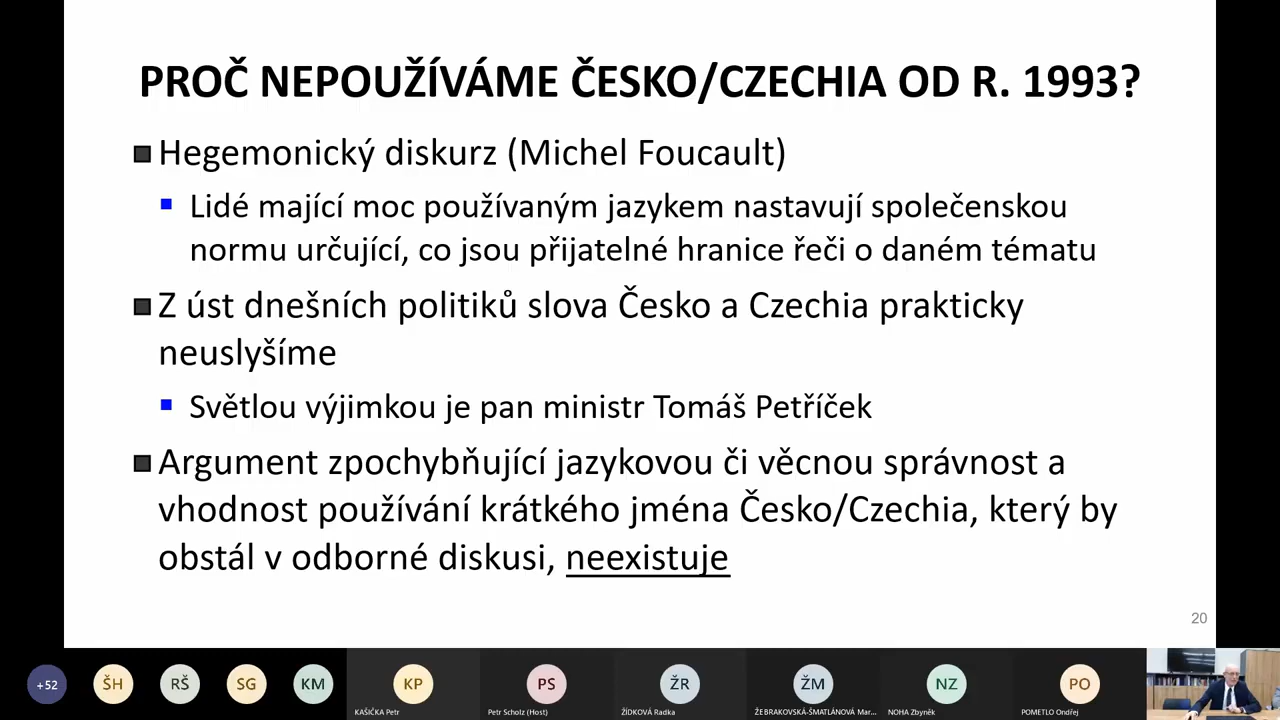 PROČ NEPOUŽÍVÁME ČESKO/CZECHIA OD R. 1993?
Hegemonický diskurz (Michel Foucault)
Lidé mající moc používaným jazykem nastavují společenskou
normu určující, co jsou přijatelné hranice řeči o daném tématu
Z úst dnešních politiků slova Česko a Czechia prakticky
neuslyšíme
Světlou výjimkou je pan ministr Tomáš Petříček
Argument zpochybňující jazykovou či věcnou správnost a
vhodnost používání krátkého jména Česko/Czechia, který by
obstál v odborné diskusi, neexistuje
20
+52 ŠH RŠ SG KM KP PS ŽR ŽM NZ PO
KAŠIČKA Petr Petr Scholz (Host) ŽÍDKOVÁ Radka ŽEBRAKOVSKÁ-ŠMATLÁNOVÁ Mar... NOHA Zbyněk POMETLO Ondřej